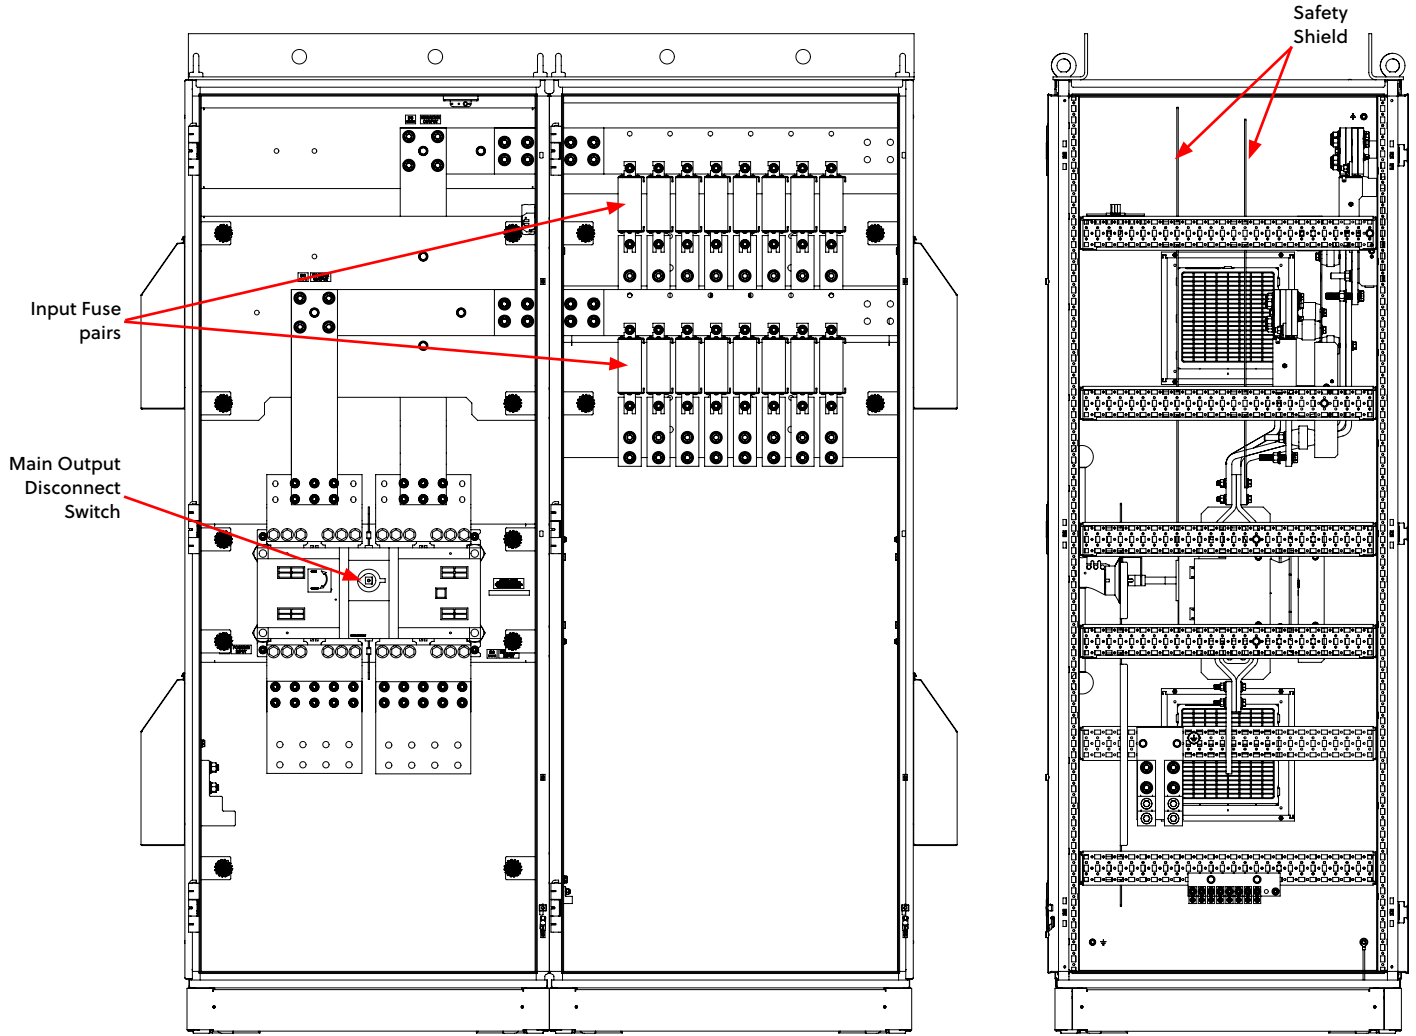 Safety
Shield
Input Fuse
pairs
Main Output
Disconnect
Switch